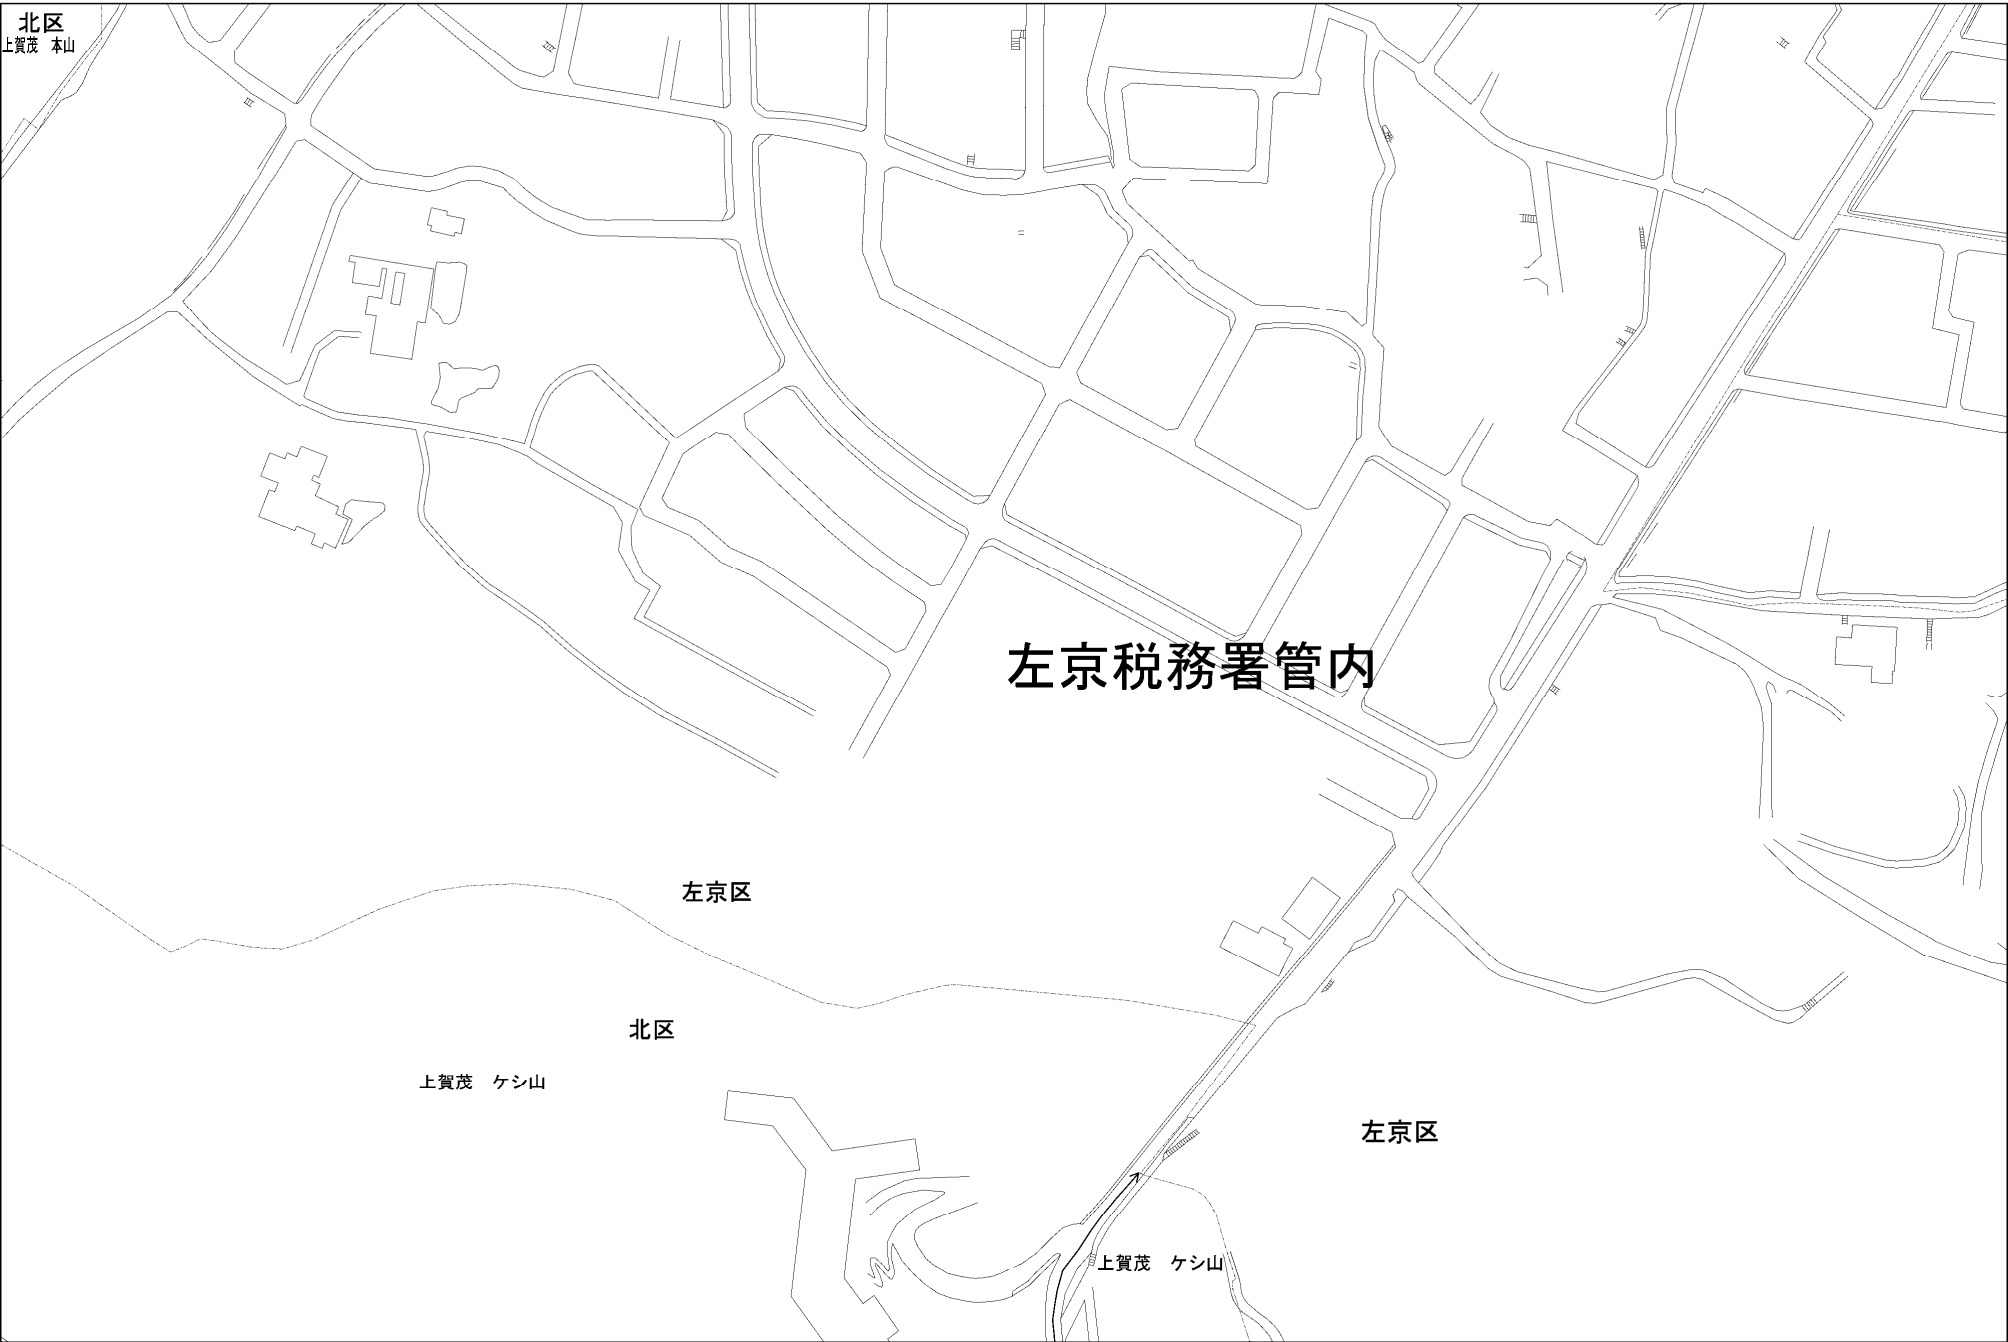 北区
上賀茂　本山
左京税務署管内
左京区
北区
上賀茂　ケシ山
左京区
上賀茂　ケシ山